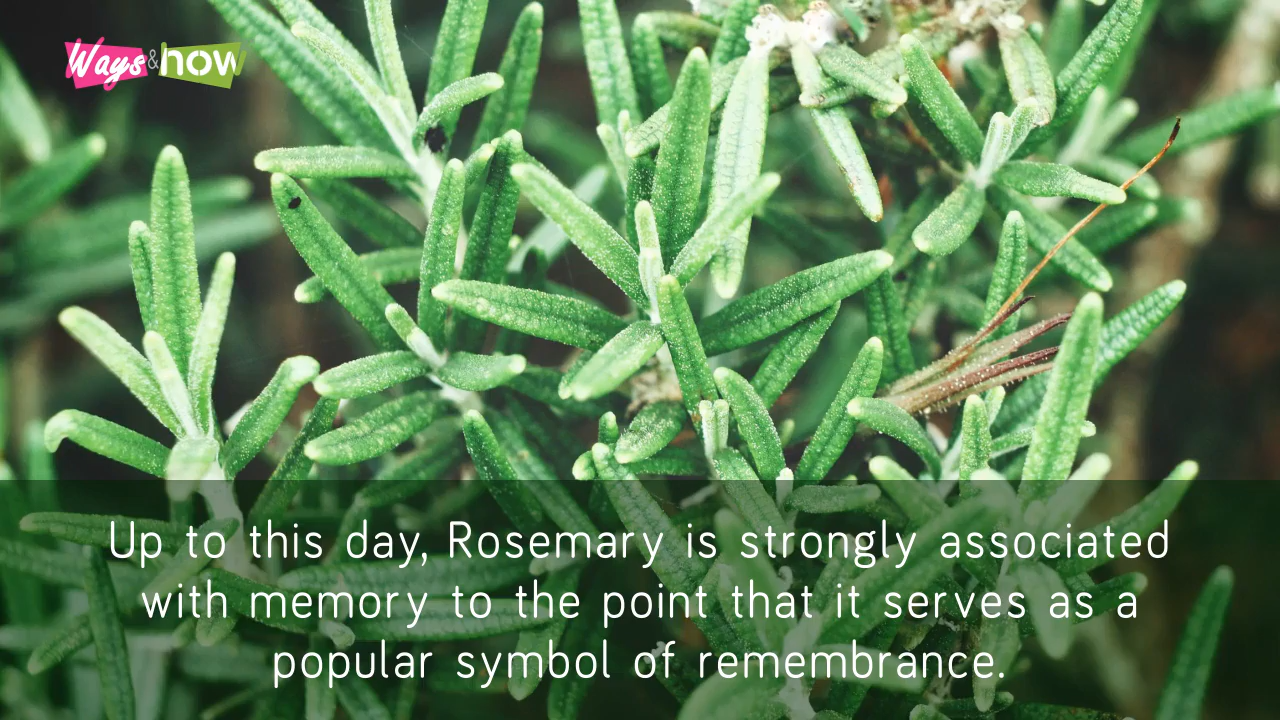 Ways & how
Up to this day, Rosemary is strongly associated
with memory to the point that it serves as a
popular symbol of remembrance.